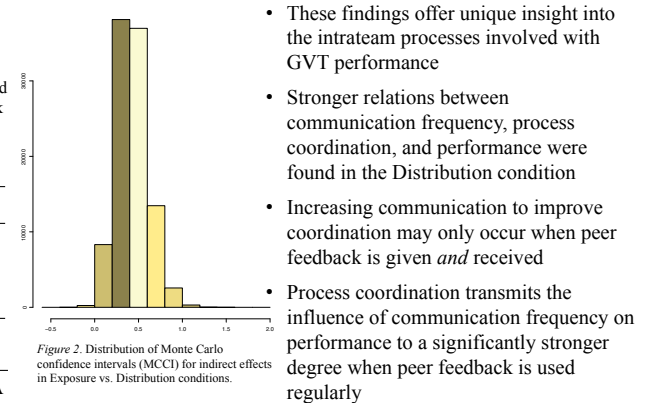 30000
20000
10000
0
−0.5 0.0 0.5 1.0 1.5 2.0
Figure 2. Distribution of Monte Carlo
confidence intervals (MCCI) for indirect effects
in Exposure vs. Distribution conditions.
• These findings offer unique insight into
the intrateam processes involved with
GVT performance
• Stronger relations between
communication frequency, process
coordination, and performance were
found in the Distribution condition
• Increasing communication to improve
coordination may only occur when peer
feedback is given and received
• Process coordination transmits the
influence of communication frequency on
performance to a significantly stronger
degree when peer feedback is used
regularly